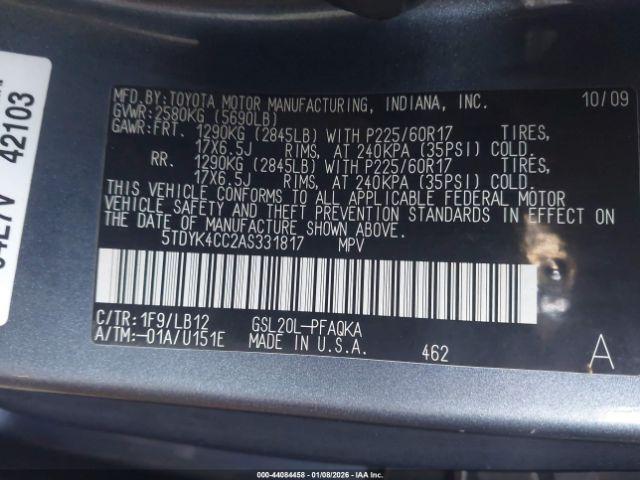 MFD.BY:TOYOTA MOTOR MANUFACTURING, INDIANA, INC. 10/09
GVWR:2580KG (5690LB)
GAWR:FRT. 1290KG (2845LB) WITH P225/60R17 TIRES,
17X6.5J RIMS, AT 240KPA (35PSI) COLD.
RR. 1290KG (2845LB) WITH P225/60R17 TIRES,
17X6.5J RIMS, AT 240KPA (35PSI) COLD.
THIS VEHICLE CONFORMS TO ALL APPLICABLE FEDERAL MOTOR
VEHICLE SAFETY AND THEFT PREVENTION STANDARDS IN EFFECT
ON THE DATE OF MANUFACTURE SHOWN ABOVE.
5TDYK4CC2AS331817 MPV
C/TR:1F9/LB12 GSL20L-PFAQKA
A/TM:-01A/U151E MADE IN U.S.A. 462 A
42103
000-44084458 - 01/08/2026 - IAAI.com